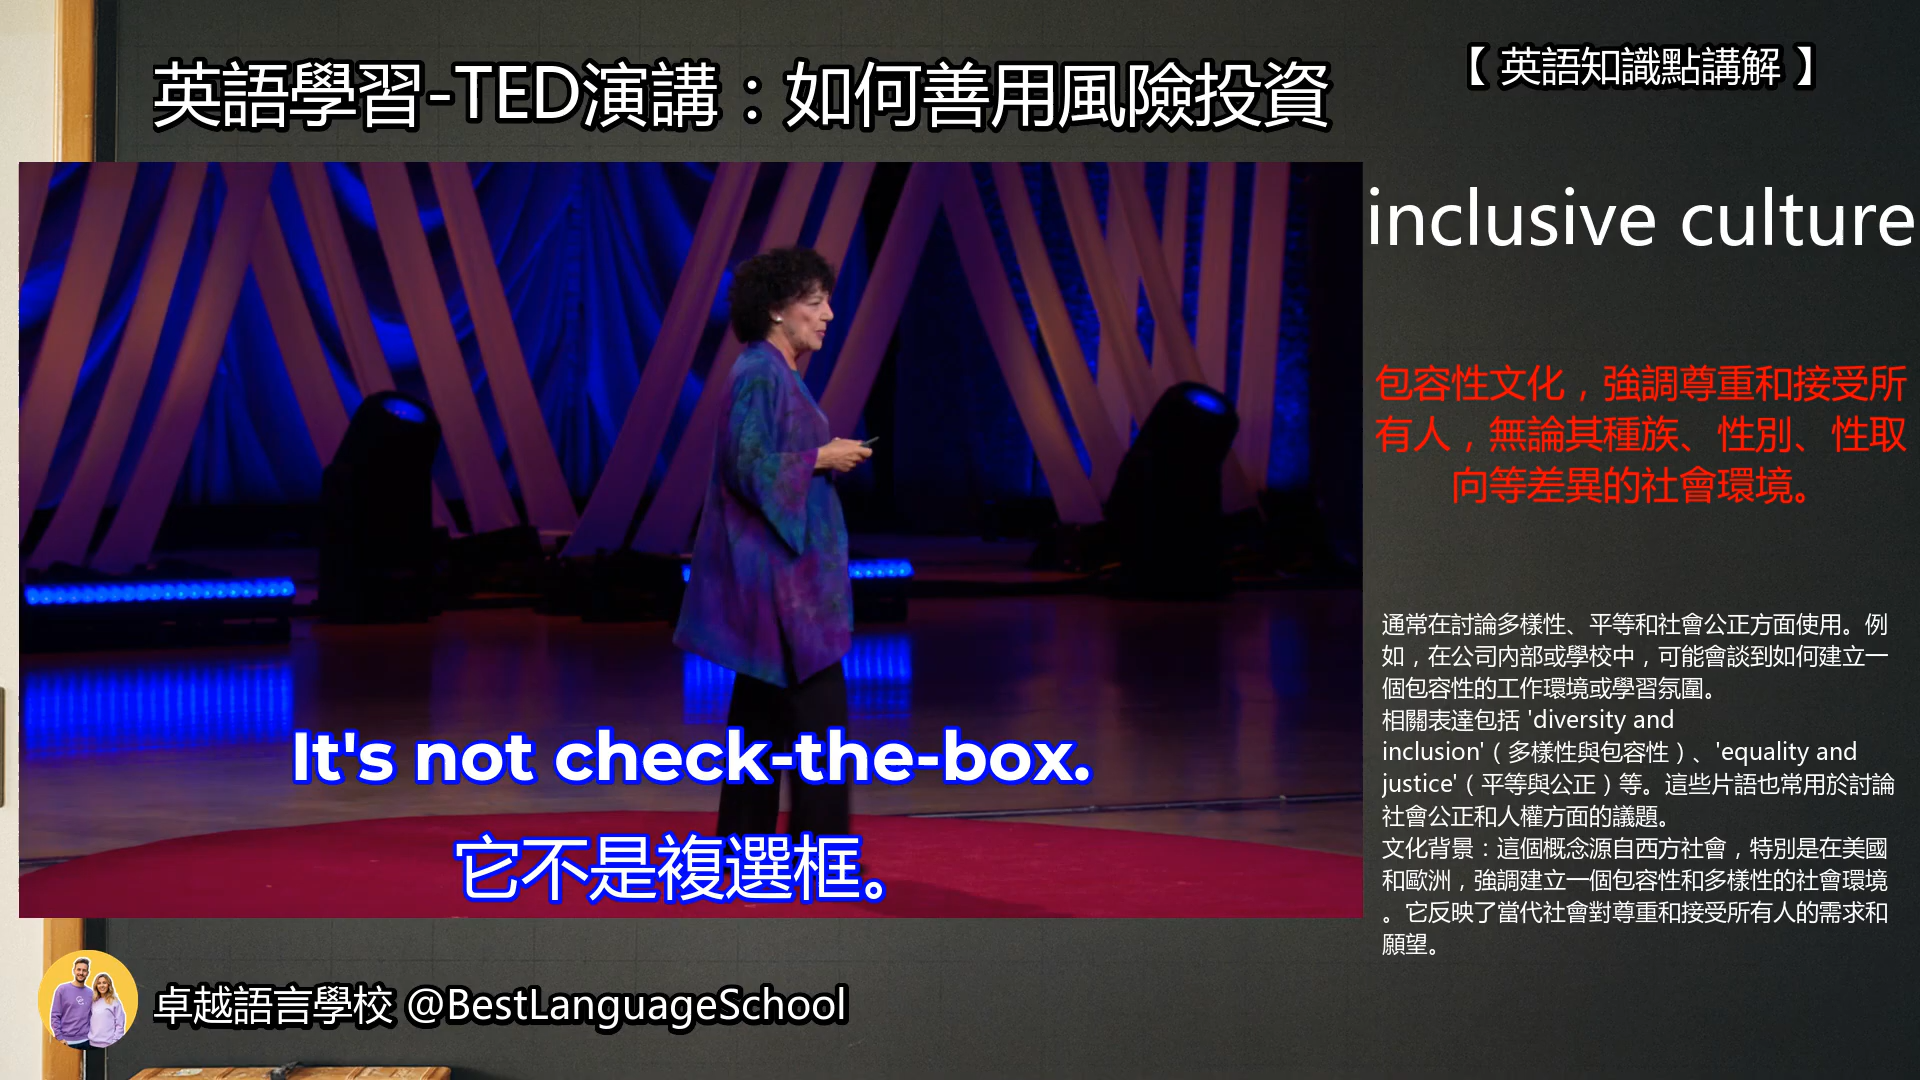 英語學習-TED演講：如何善用風險投資
【 英語知識點講解 】
inclusive culture
包容性文化，強調尊重和接受所
有人，無論其種族、性別、性取
向等差異的社會環境。
通常在討論多樣性、平等和社會公正方面使用。例
如，在公司內部或學校中，可能會談到如何建立一
個包容性的工作環境或學習氛圍。
相關表達包括 'diversity and
inclusion'（多樣性與包容性）、'equality and
justice'（平等與公正）等。這些片語也常用於討論
社會公正和人權方面的議題。
文化背景：這個概念源自西方社會，特別是在美國
和歐洲，強調建立一個包容性和多樣性的社會環境
。它反映了當代社會對尊重和接受所有人的需求和
願望。
It's not check-the-box.
它不是複選框。
卓越語言學校 @BestLanguageSchool